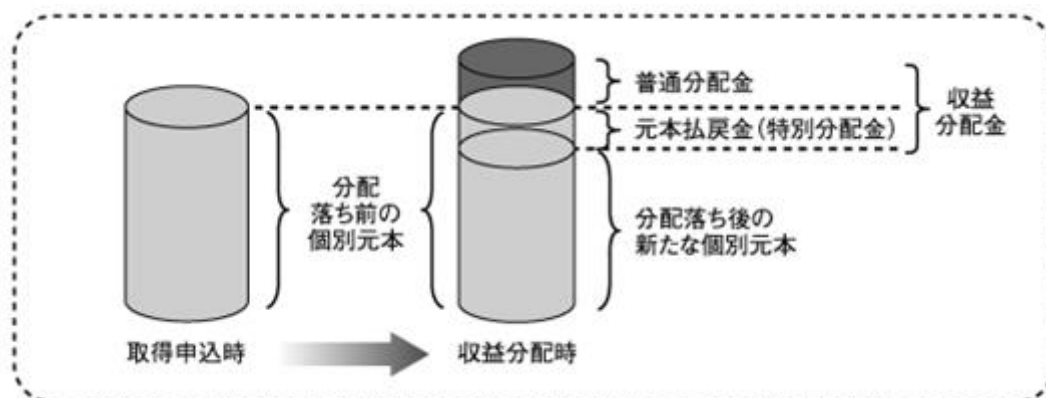 普通分配金
元本払戻金(特別分配金)
収益
分配金
分配
落ち前の
個別元本
分配落ち後の
新たな個別元本
取得申込時
収益分配時